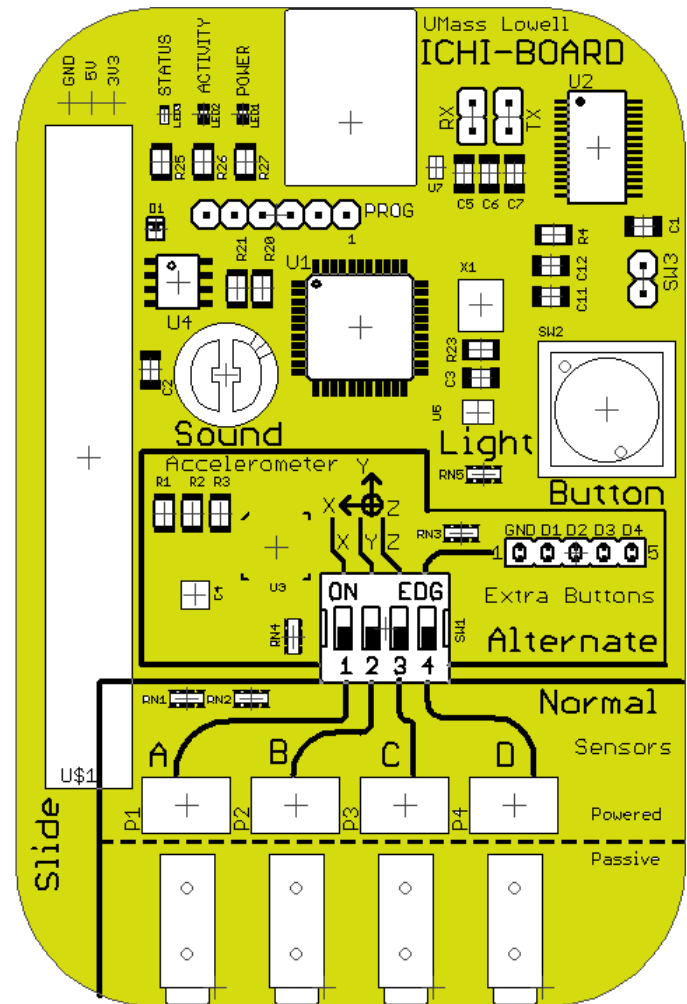 UMass Lowell
ICHI-BOARD
GND
5V
3V3
STATUS
ACTIVITY
POWER
LED3
LED2
LED1
U2
RX
TX
R25
R26
R27
U7
C5 C6 C7
PROG
1
D1
C1
R4
SW3
R21
R20
U1
X1
C12
C11
U4
SW2
R23
C2
C3
U6
Sound
Light
Button
Accelerometer
Y
RN5
R1 R2 R3
X
Z
X Y Z
RN3
GND D1 D2 D3 D4
1
5
U3
C4
ON EDG
Extra Buttons
RN4
SW1
Alternate
1 2 3 4
RN1
RN2
Normal
A B C D
Sensors
U$1
P1
P2
P3
P4
Powered
Slide
Passive